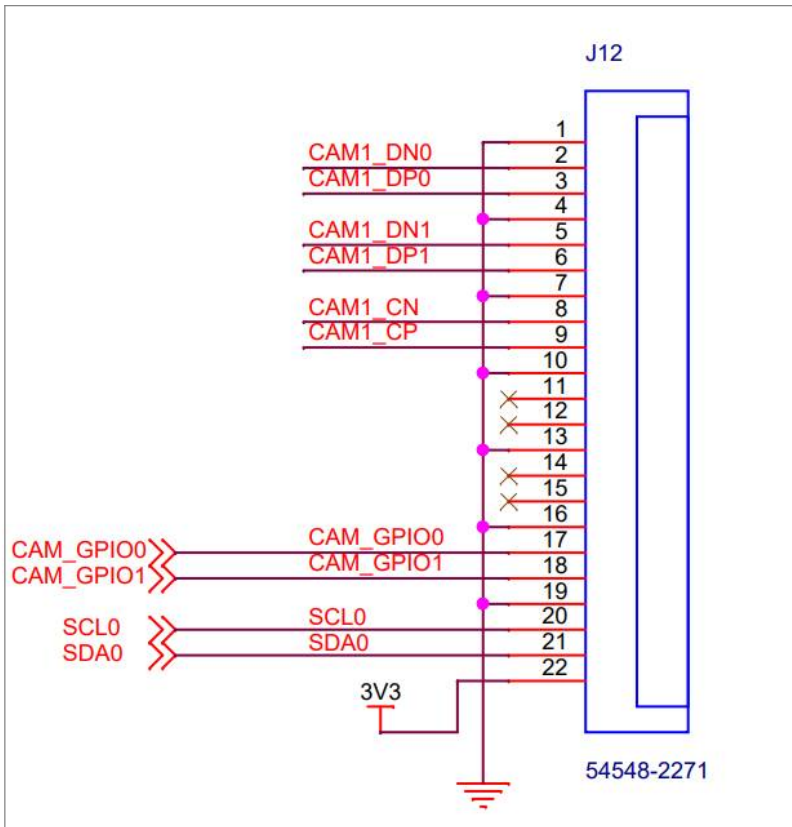 J12
1
CAM1_DN0 2
CAM1_DP0 3
4
CAM1_DN1 5
CAM1_DP1 6
7
CAM1_CN 8
CAM1_CP 9
10
11
12
13
14
15
16
CAM_GPIO0 CAM_GPIO0 17
CAM_GPIO1 CAM_GPIO1 18
19
SCL0 SCL0 20
SDA0 SDA0 21
22
3V3
54548-2271